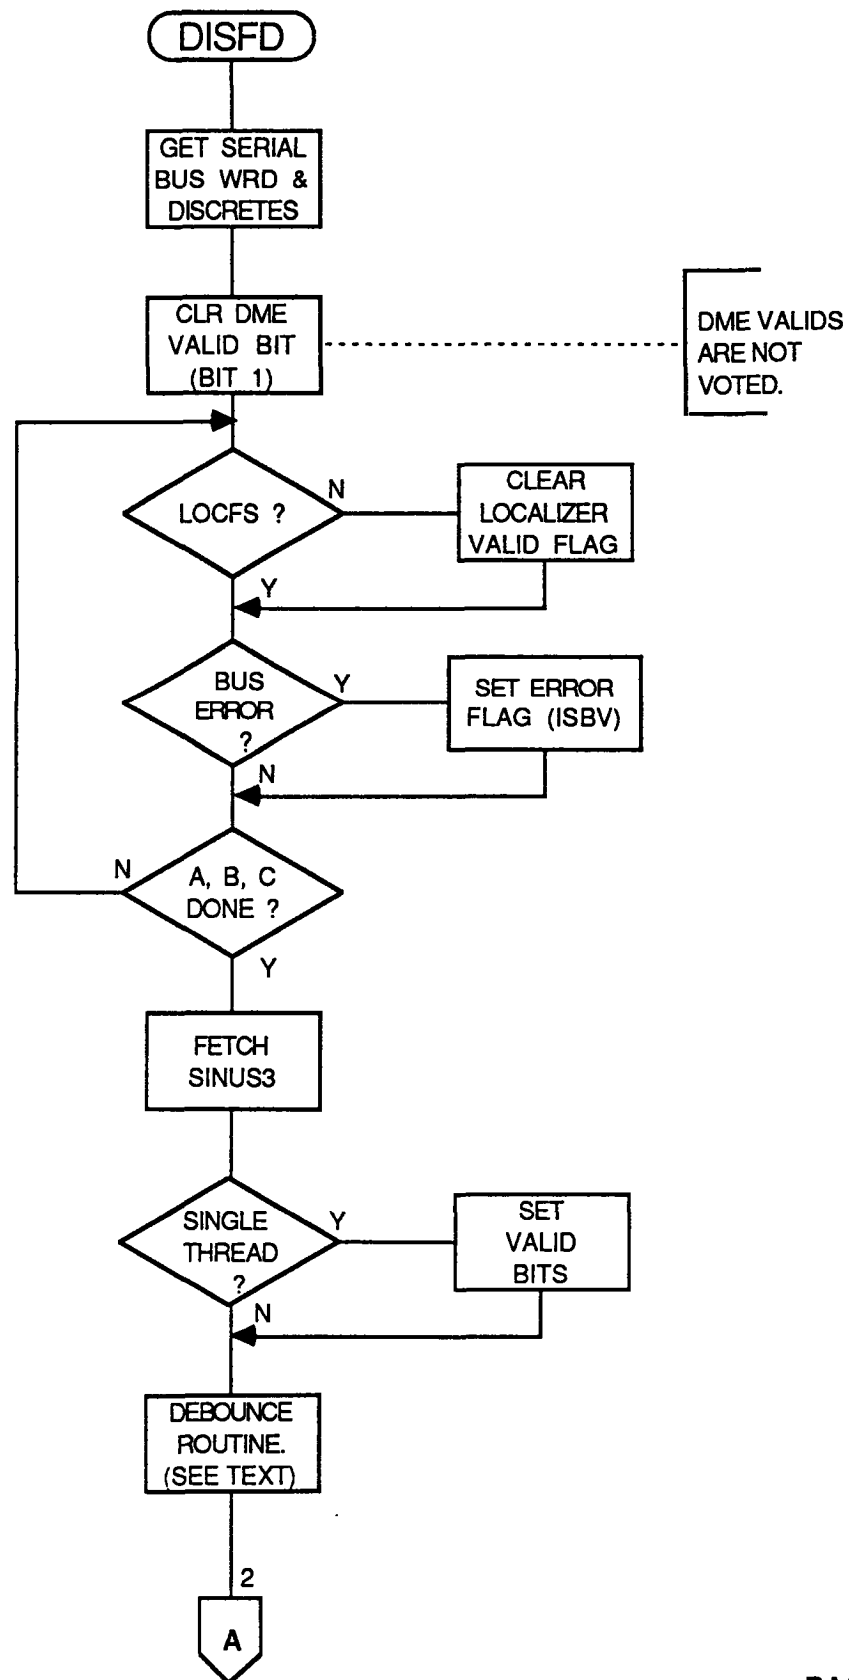 DISFD
GET SERIAL
BUS WRD &
DISCRETES
CLR DME
VALID BIT
(BIT 1)
DME VALIDS
ARE NOT
VOTED.
LOCFS ?
N
CLEAR
LOCALIZER
VALID FLAG
Y
BUS
ERROR
?
Y
SET ERROR
FLAG (ISBV)
N
N
A, B, C
DONE ?
Y
FETCH
SINUS3
SINGLE
THREAD
?
Y
SET
VALID
BITS
N
DEBOUNCE
ROUTINE.
(SEE TEXT)
2
A